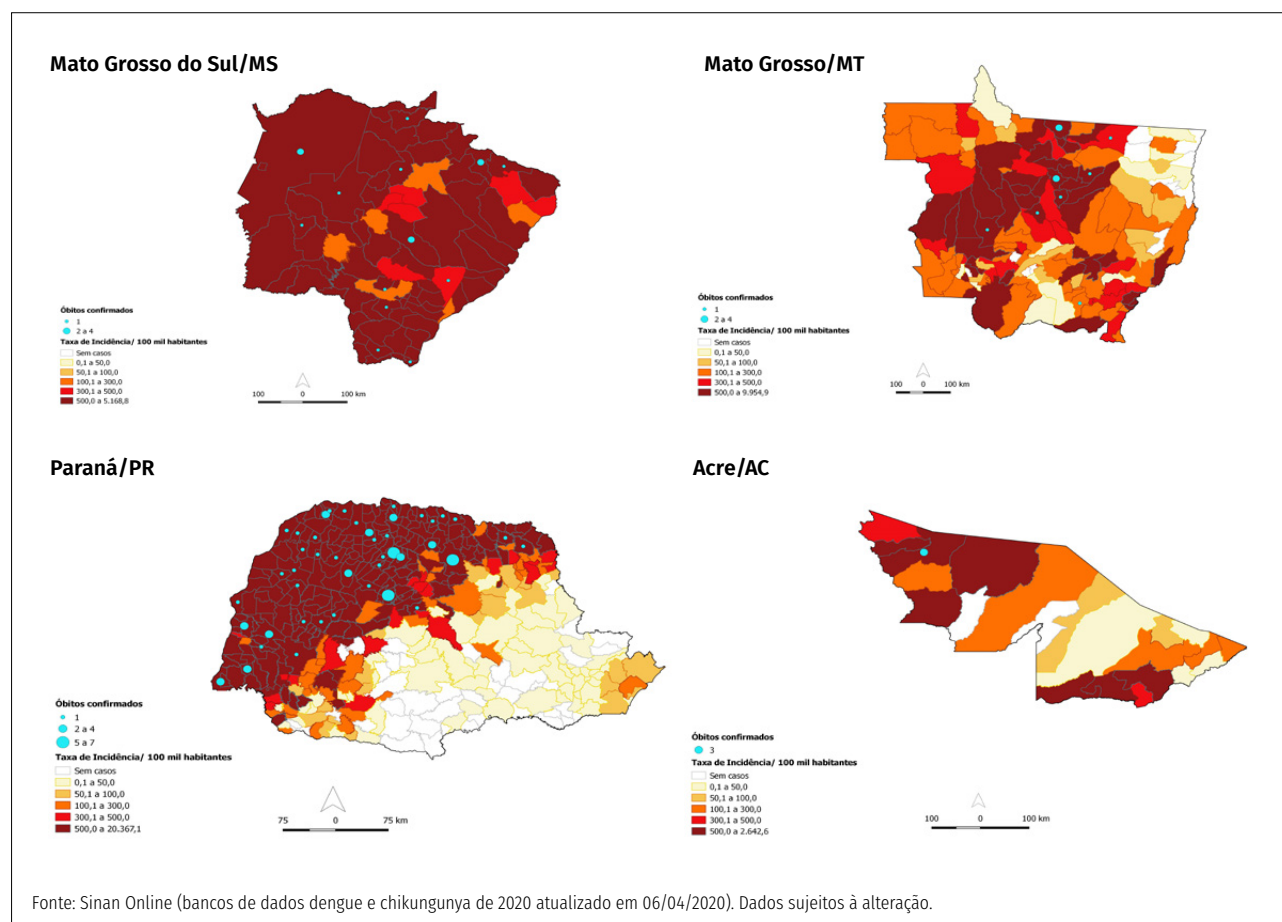 Mato Grosso do Sul/MS
Óbitos confirmados
1
2 a 4
Taxa de Incidência/ 100 mil habitantes
Sem casos
0,1 a 50,0
50,1 a 100,0
100,1 a 300,0
300,1 a 500,0
500,0 a 5.168,8
100 0 100 km
Mato Grosso/MT
Óbitos confirmados
1
2 a 4
Taxa de Incidência/ 100 mil habitantes
Sem casos
0,1 a 50,0
50,1 a 100,0
100,1 a 300,0
300,1 a 500,0
500,0 a 9.954,9
100 0 100 km
Paraná/PR
Óbitos confirmados
1
2 a 4
5 a 7
Taxa de Incidência/ 100 mil habitantes
Sem casos
0,1 a 50,0
50,1 a 100,0
100,1 a 300,0
300,1 a 500,0
500,0 a 20.367,1
75 0 75 km
Acre/AC
Óbitos confirmados
3
Taxa de Incidência/ 100 mil habitantes
Sem casos
0,1 a 50,0
50,1 a 100,0
100,1 a 300,0
300,1 a 500,0
500,0 a 2.642,6
100 0 100 km
Fonte: Sinan Online (bancos de dados dengue e chikungunya de 2020 atualizado em 06/04/2020). Dados sujeitos à alteração.